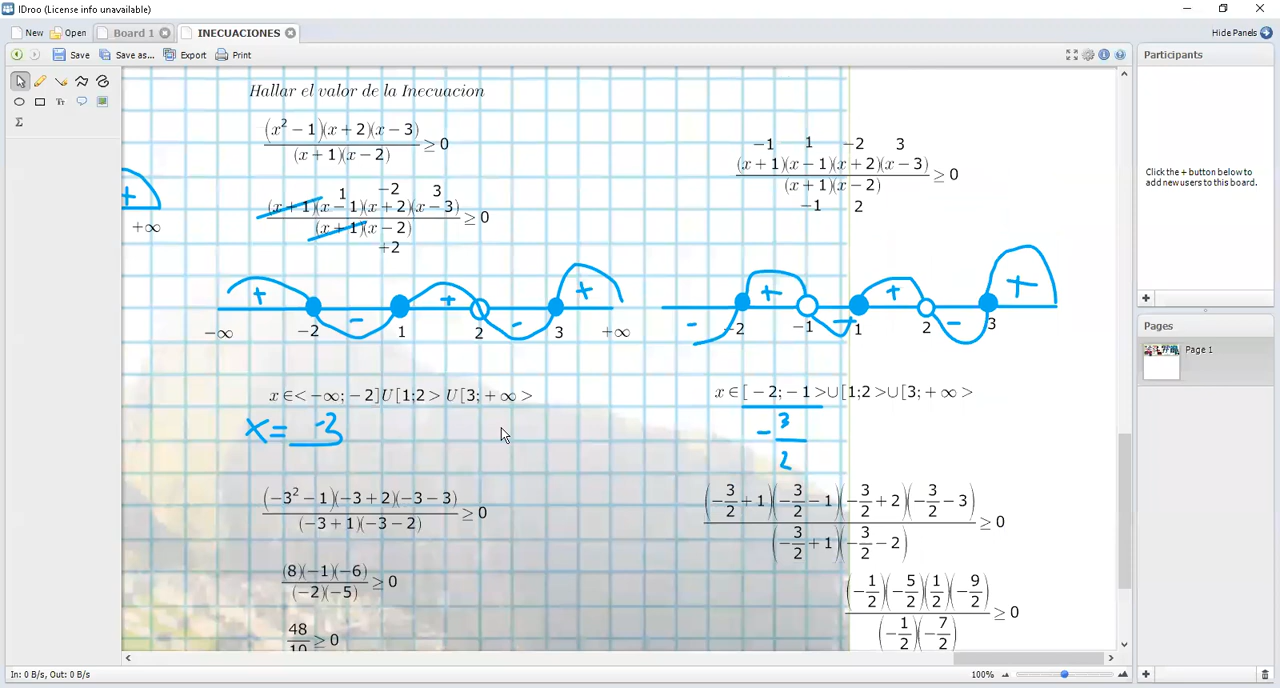 IDroo (License info unavailable)
New Open Board 1 INECUACIONES Hide Panels
Save Save as... Export Print
Participants
Click the + button below to
add new users to this board.
Pages
Page 1
Hallar el valor de la Inecuacion
(x² − 1)(x + 2)(x − 3)
(x + 1)(x − 2) ≥ 0
1 −2 3
(x + 1)(x − 1)(x + 2)(x − 3)
(x + 1)(x − 2) ≥ 0
+2
+
+∞
+ − + − +
−∞ −2 1 2 3 +∞
x ∈ < −∞; −2] U [1;2 > U [3; +∞ >
x = −3
(−3² − 1)(−3 + 2)(−3 − 3)
(−3 + 1)(−3 − 2) ≥ 0
(8)(−1)(−6)
(−2)(−5) ≥ 0
48
10 ≥ 0
−1 1 −2 3
(x + 1)(x − 1)(x + 2)(x − 3)
(x + 1)(x − 2) ≥ 0
−1 2
− + + + − +
−2 −1 1 2 3
x ∈ [ −2; −1 > ∪ [1;2 > ∪ [3; +∞ >
−3
2
(−3/2 + 1)(−3/2 − 1)(−3/2 + 2)(−3/2 − 3)
(−3/2 + 1)(−3/2 − 2) ≥ 0
(−1/2)(−5/2)(1/2)(−9/2)
(−1/2)(−7/2) ≥ 0
In: 0 B/s, Out: 0 B/s 100%